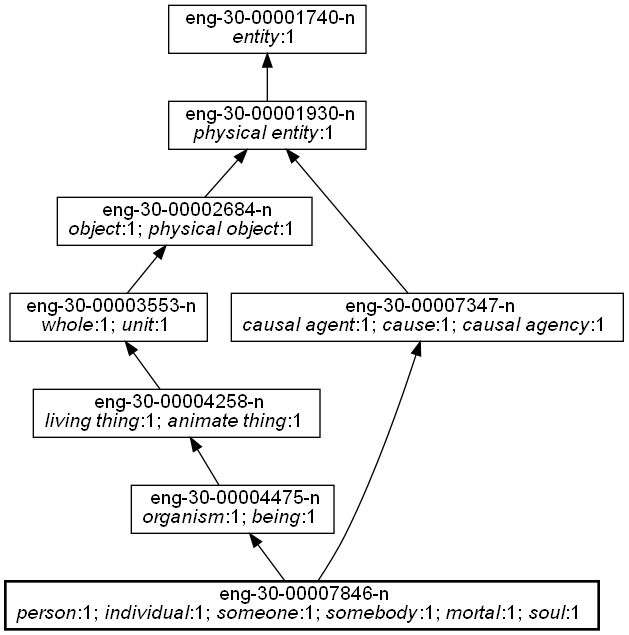 eng-30-00001740-n
entity:1
eng-30-00001930-n
physical entity:1
eng-30-00002684-n
object:1; physical object:1
eng-30-00003553-n
whole:1; unit:1
eng-30-00007347-n
causal agent:1; cause:1; causal agency:1
eng-30-00004258-n
living thing:1; animate thing:1
eng-30-00004475-n
organism:1; being:1
eng-30-00007846-n
person:1; individual:1; someone:1; somebody:1; mortal:1; soul:1